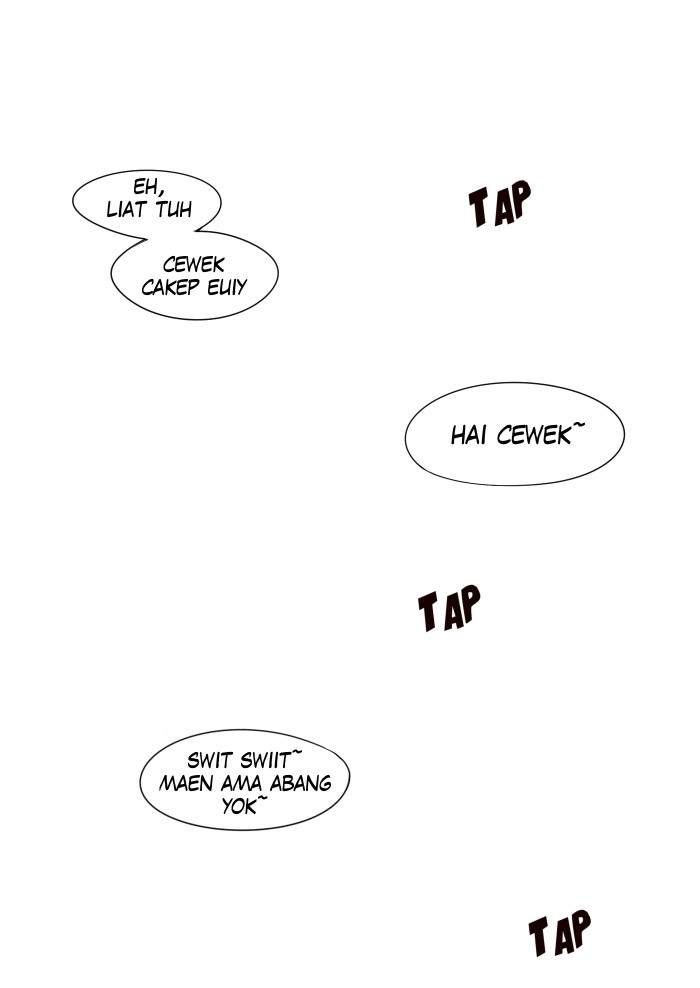 EH,
LIAT TUH
TAP
CEWEK
CAKEP EUIY
HAI CEWEK~
TAP
SWIT SWIIT~
MAEN AMA ABANG
YOK~
TAP